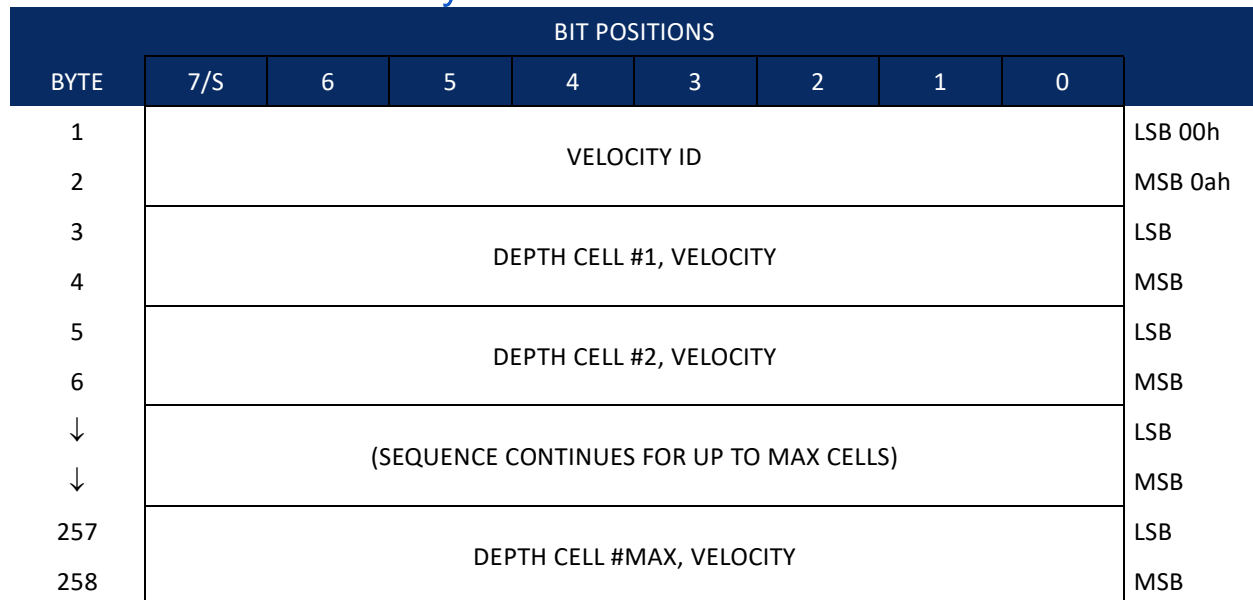 BIT POSITIONS
BYTE 7/S 6 5 4 3 2 1 0
1 LSB 00h
VELOCITY ID
2 MSB 0ah
3 LSB
DEPTH CELL #1, VELOCITY
4 MSB
5 LSB
DEPTH CELL #2, VELOCITY
6 MSB
↓ LSB
(SEQUENCE CONTINUES FOR UP TO MAX CELLS)
↓ MSB
257 LSB
DEPTH CELL #MAX, VELOCITY
258 MSB